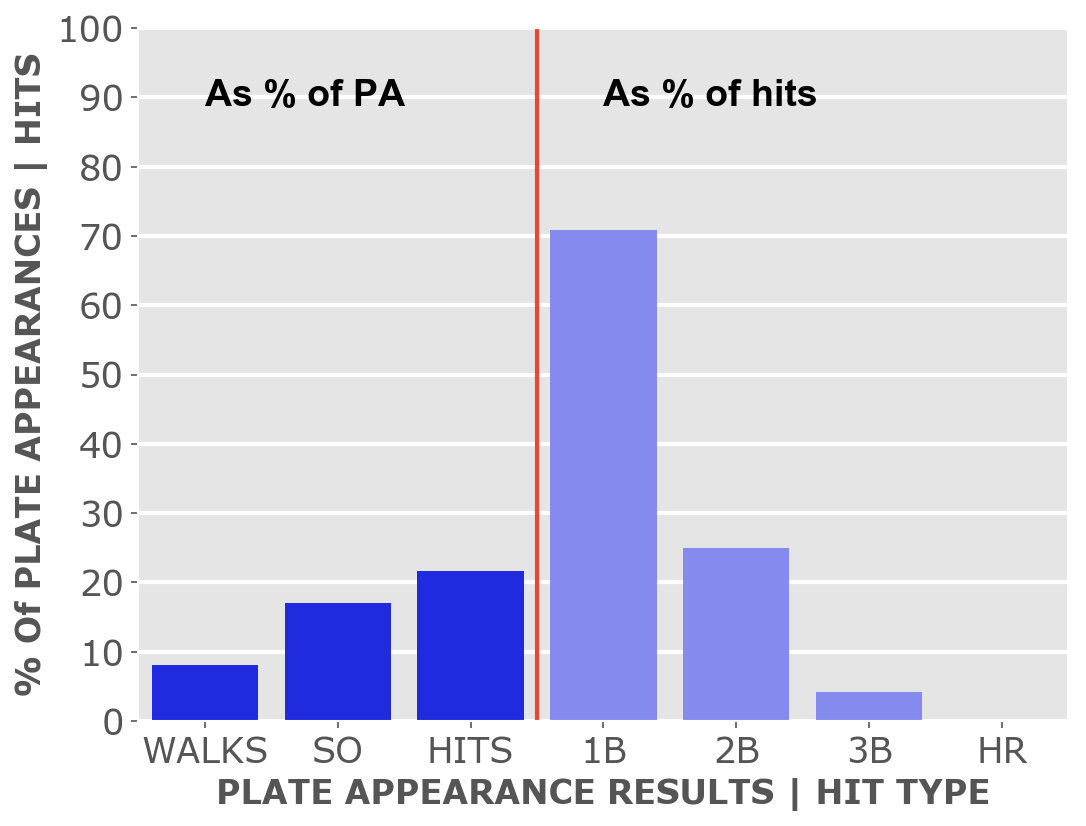 % Of PLATE APPEARANCES | HITS
100
90
80
70
60
50
40
30
20
10
0
As % of PA
As % of hits
WALKS SO HITS 1B 2B 3B HR
PLATE APPEARANCE RESULTS | HIT TYPE